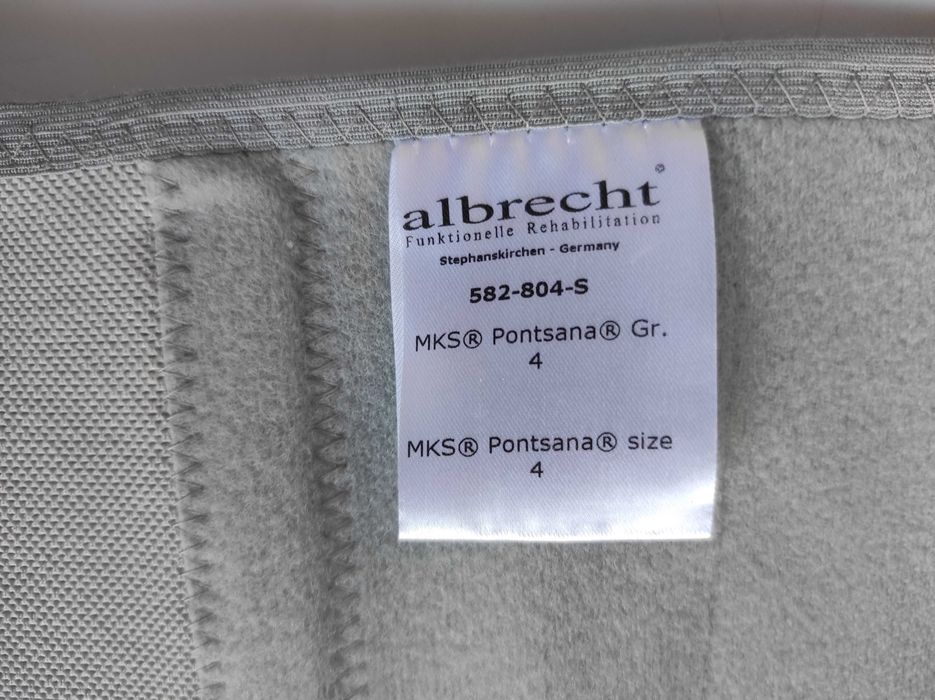 albrecht®
Funktionelle Rehabilitation
Stephanskirchen - Germany
582-804-S
MKS® Pontsana® Gr.
4
MKS® Pontsana® size
4